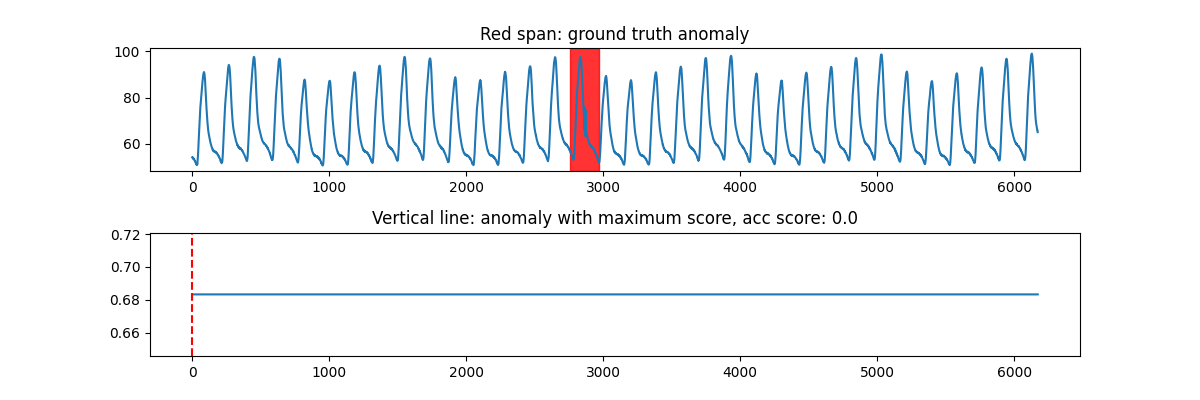 Red span: ground truth anomaly
100
80
60
0 1000 2000 3000 4000 5000 6000
Vertical line: anomaly with maximum score, acc score: 0.0
0.72
0.70
0.68
0.66
0 1000 2000 3000 4000 5000 6000